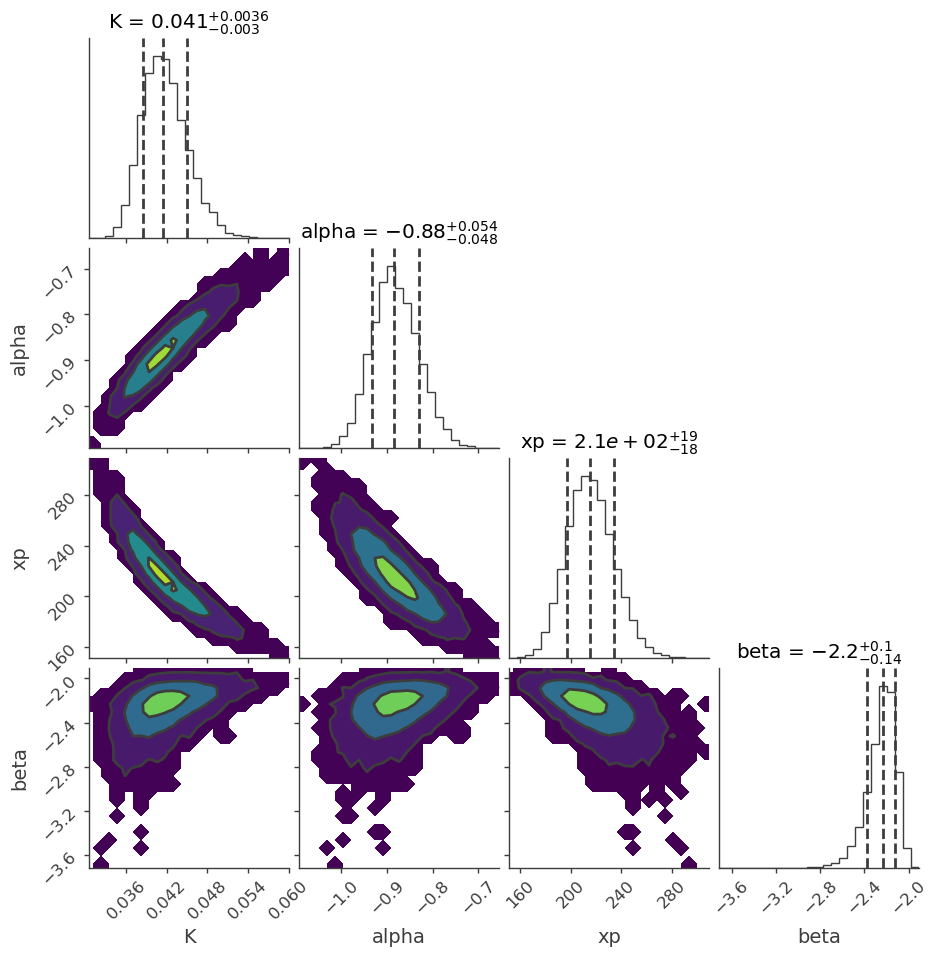 K = 0.041+0.0036−0.003
alpha = −0.88+0.054−0.048
−0.7
−0.8
−0.9
−1.0
alpha
xp = 2.1e + 02+19−18
280
240
200
160
xp
beta = −2.2+0.1−0.14
−2.0
−2.4
−2.8
−3.2
−3.6
beta
0.036 0.042 0.048 0.054 0.060
−1.0 −0.9 −0.8 −0.7
160 200 240 280
−3.6 −3.2 −2.8 −2.4 −2.0
K alpha xp beta